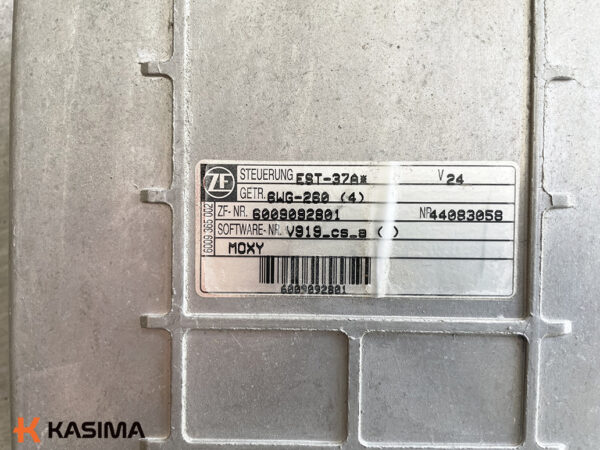 ZF STEUERUNG EST-37A* V 24
GETR. 6WG-260 (4)
ZF- NR. 6009092801 NR 44083058
SOFTWARE-NR. V919_cs_a ( )
MOXY
6009092801
6009 365 002
KASIMA